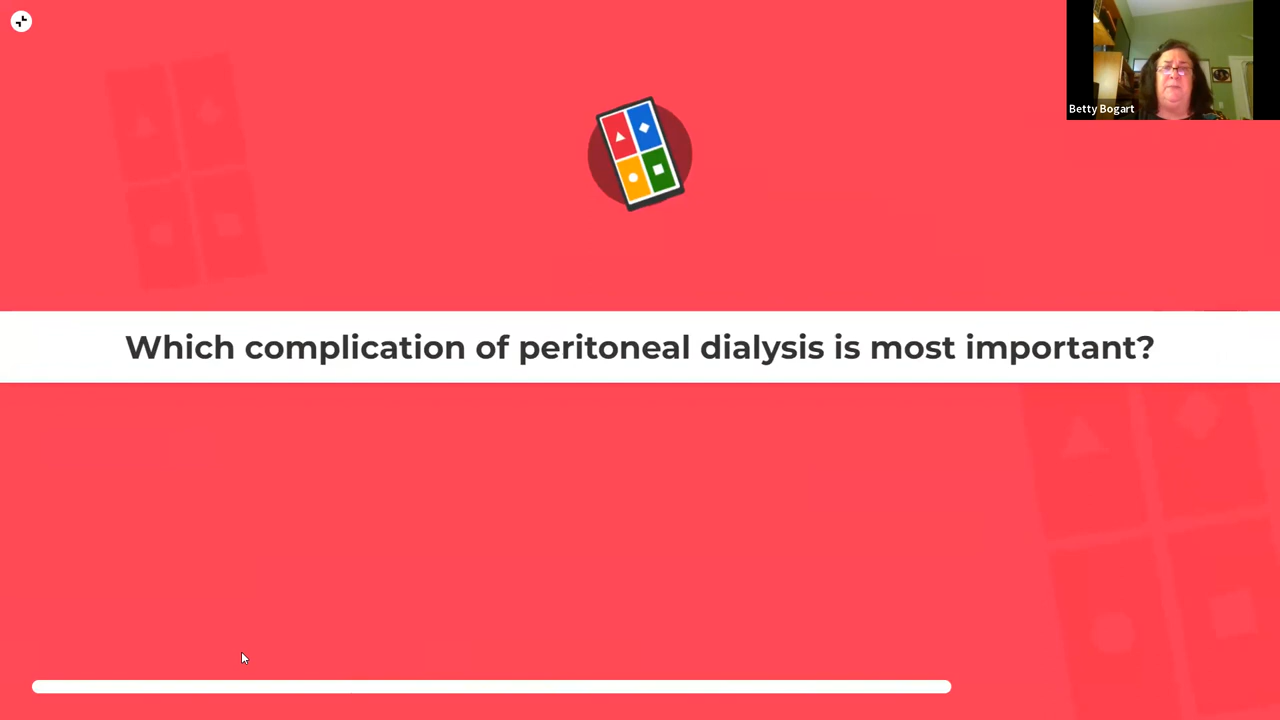 Betty Bogart
Which complication of peritoneal dialysis is most important?